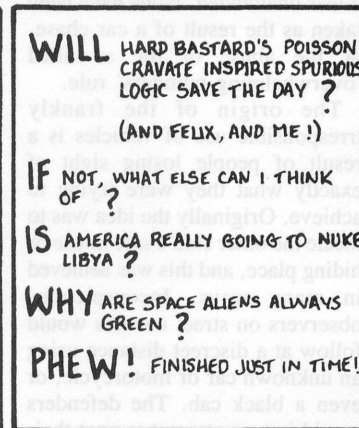 WILL HARD BASTARD'S POISSON
CRAVATE INSPIRED SPURIOUS
LOGIC SAVE THE DAY ?
(AND FELIX, AND ME!)
IF NOT, WHAT ELSE CAN I THINK
OF ?
IS AMERICA REALLY GOING TO NUKE
LIBYA ?
WHY ARE SPACE ALIENS ALWAYS
GREEN ?
PHEW! FINISHED JUST IN TIME!